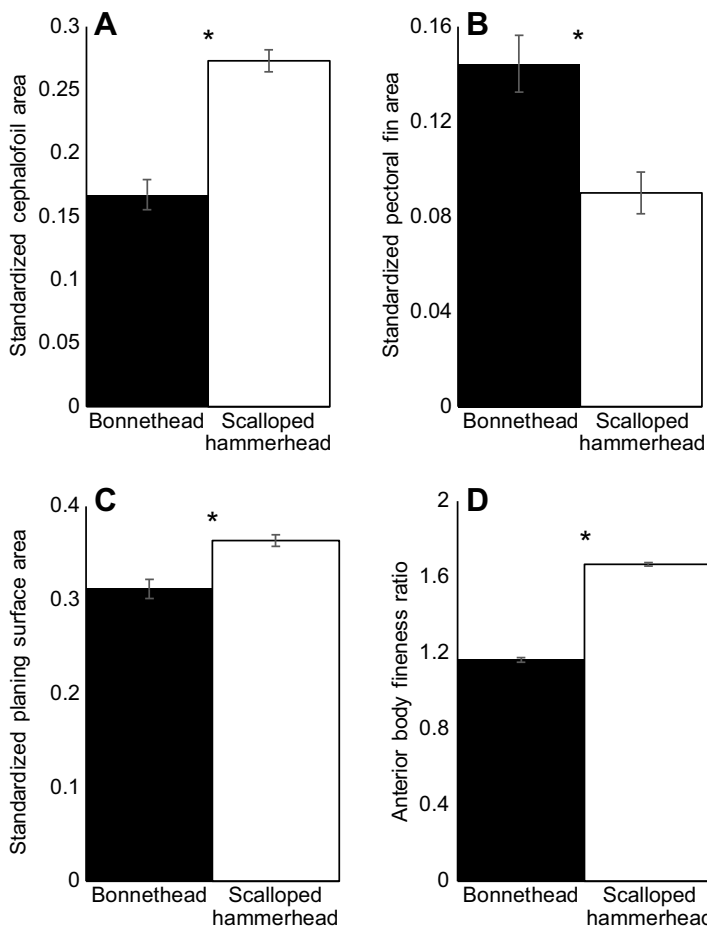 A
*
Standardized cephalofoil area
0.3
0.25
0.2
0.15
0.1
0.05
0
Bonnethead
Scalloped
hammerhead
B
*
Standardized pectoral fin area
0.16
0.12
0.08
0.04
0
Bonnethead
Scalloped
hammerhead
C
*
Standardized planing surface area
0.4
0.3
0.2
0.1
0
Bonnethead
Scalloped
hammerhead
D
*
Anterior body fineness ratio
2
1.6
1.2
0.8
0.4
0
Bonnethead
Scalloped
hammerhead